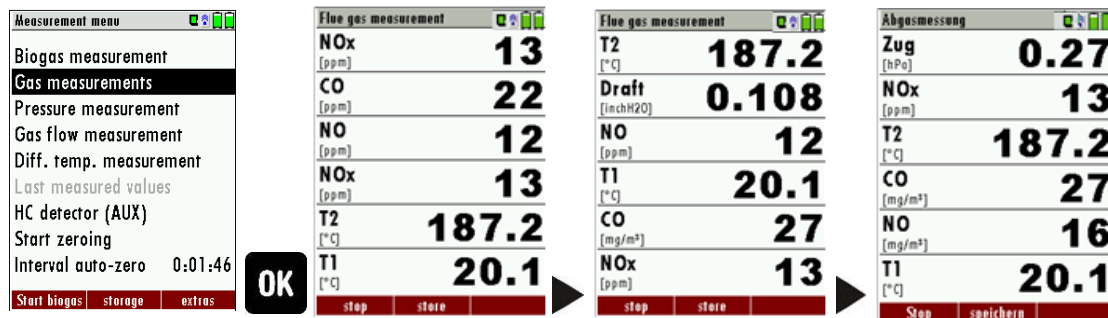 Measurement menu
Biogas measurement
Gas measurements
Pressure measurement
Gas flow measurement
Diff. temp. measurement
Last measured values
HC detector (AUX)
Start zeroing
Interval auto-zero 0:01:46
Start biogas storage extras
OK
Flue gas measurement
NOx 13
[ppm]
CO 22
[ppm]
NO 12
[ppm]
NOx 13
[ppm]
T2 187.2
[°C]
T1 20.1
[°C]
stop store
Flue gas measurement
T2 187.2
[°C]
Draft 0.108
[inchH2O]
NO 12
[ppm]
T1 20.1
[°C]
CO 27
[mg/m³]
NOx 13
[ppm]
stop store
Abgasmessung
Zug 0.27
[hPa]
NOx 13
[ppm]
T2 187.2
[°C]
CO 27
[mg/m³]
NO 16
[mg/m³]
T1 20.1
[°C]
Stop speichern